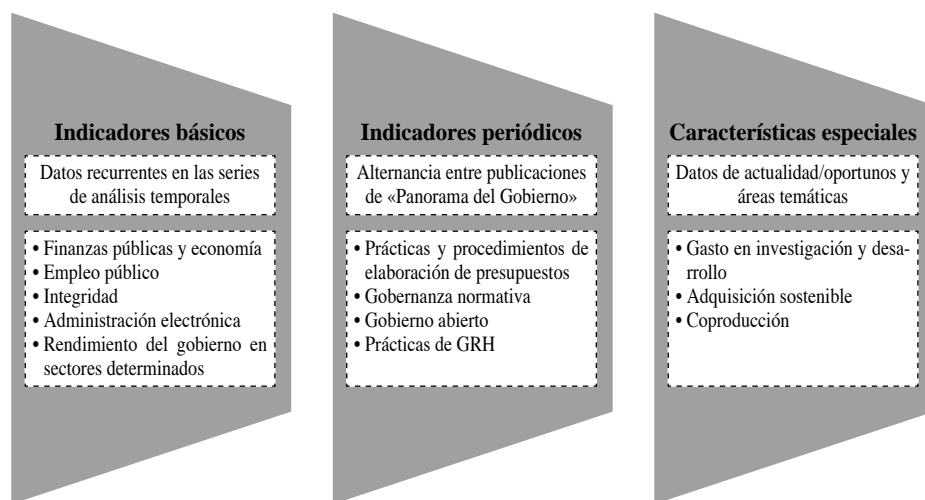 Indicadores básicos
Datos recurrentes en las series
de análisis temporales
• Finanzas públicas y economía
• Empleo público
• Integridad
• Administración electrónica
• Rendimiento del gobierno en
sectores determinados
Indicadores periódicos
Alternancia entre publicaciones
de «Panorama del Gobierno»
• Prácticas y procedimientos de
elaboración de presupuestos
• Gobernanza normativa
• Gobierno abierto
• Prácticas de GRH
Características especiales
Datos de actualidad/oportunos y
áreas temáticas
• Gasto en investigación y desa-
rrollo
• Adquisición sostenible
• Coproducción